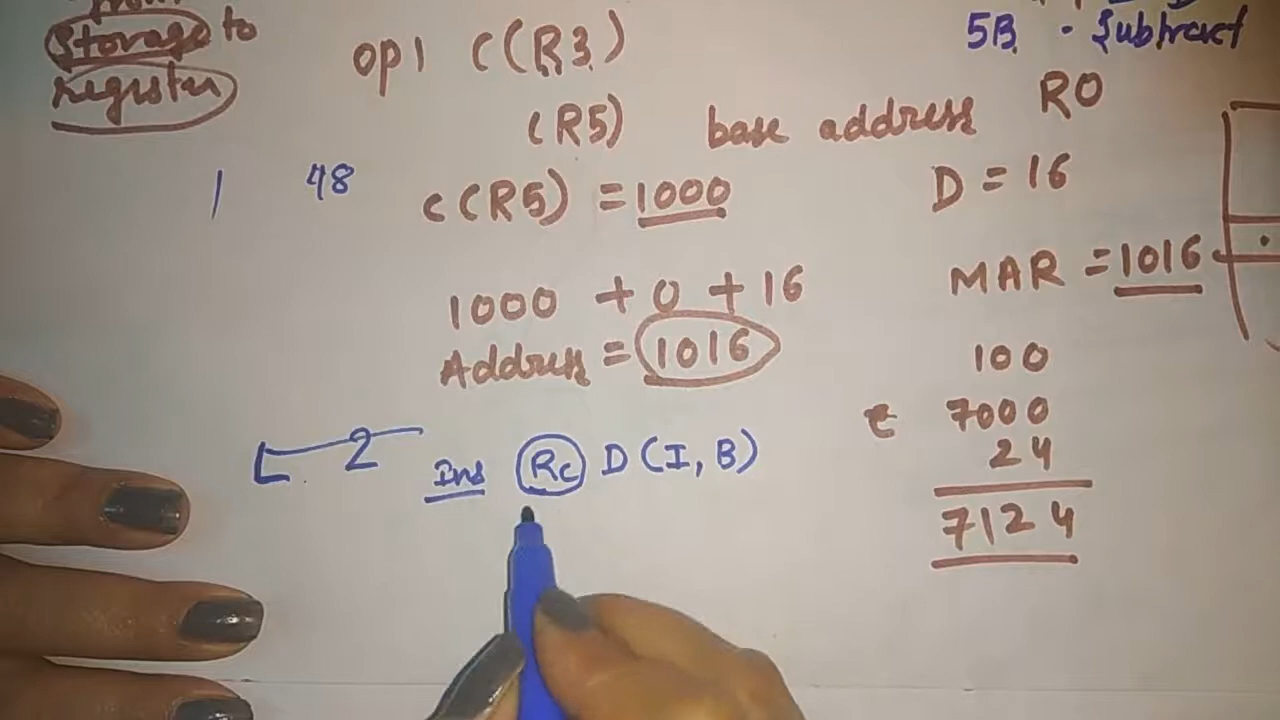 Storage to
register
op1 C(R3)
(R5) base address
C(R5) = 1000
1000 + 0 + 16
Address = 1016
1 48
2 Ins Rc D(I, B)
5B - Subtract
R0
D = 16
MAR = 1016
100
7000
24
7124